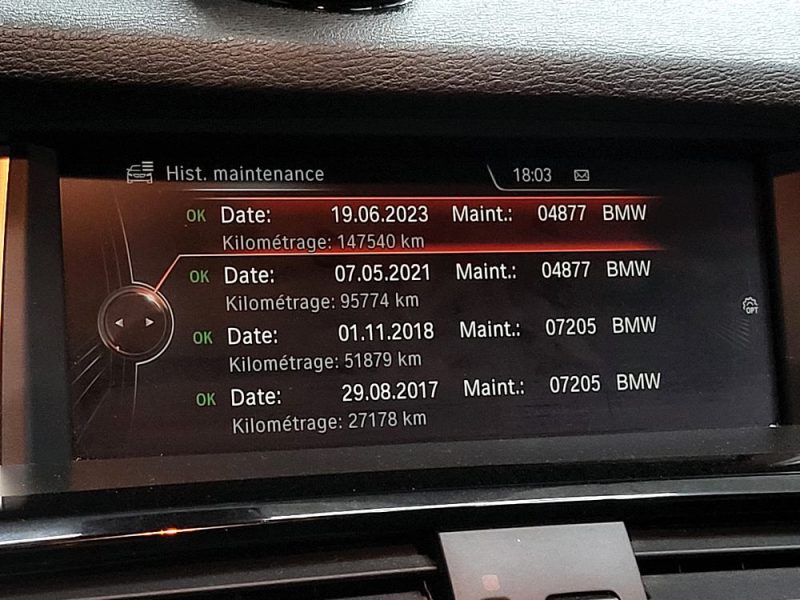 Hist. maintenance 18:03
OK Date: 19.06.2023 Maint.: 04877 BMW
Kilométrage: 147540 km
OK Date: 07.05.2021 Maint.: 04877 BMW
Kilométrage: 95774 km
OK Date: 01.11.2018 Maint.: 07205 BMW
Kilométrage: 51879 km
OK Date: 29.08.2017 Maint.: 07205 BMW
Kilométrage: 27178 km
OPT